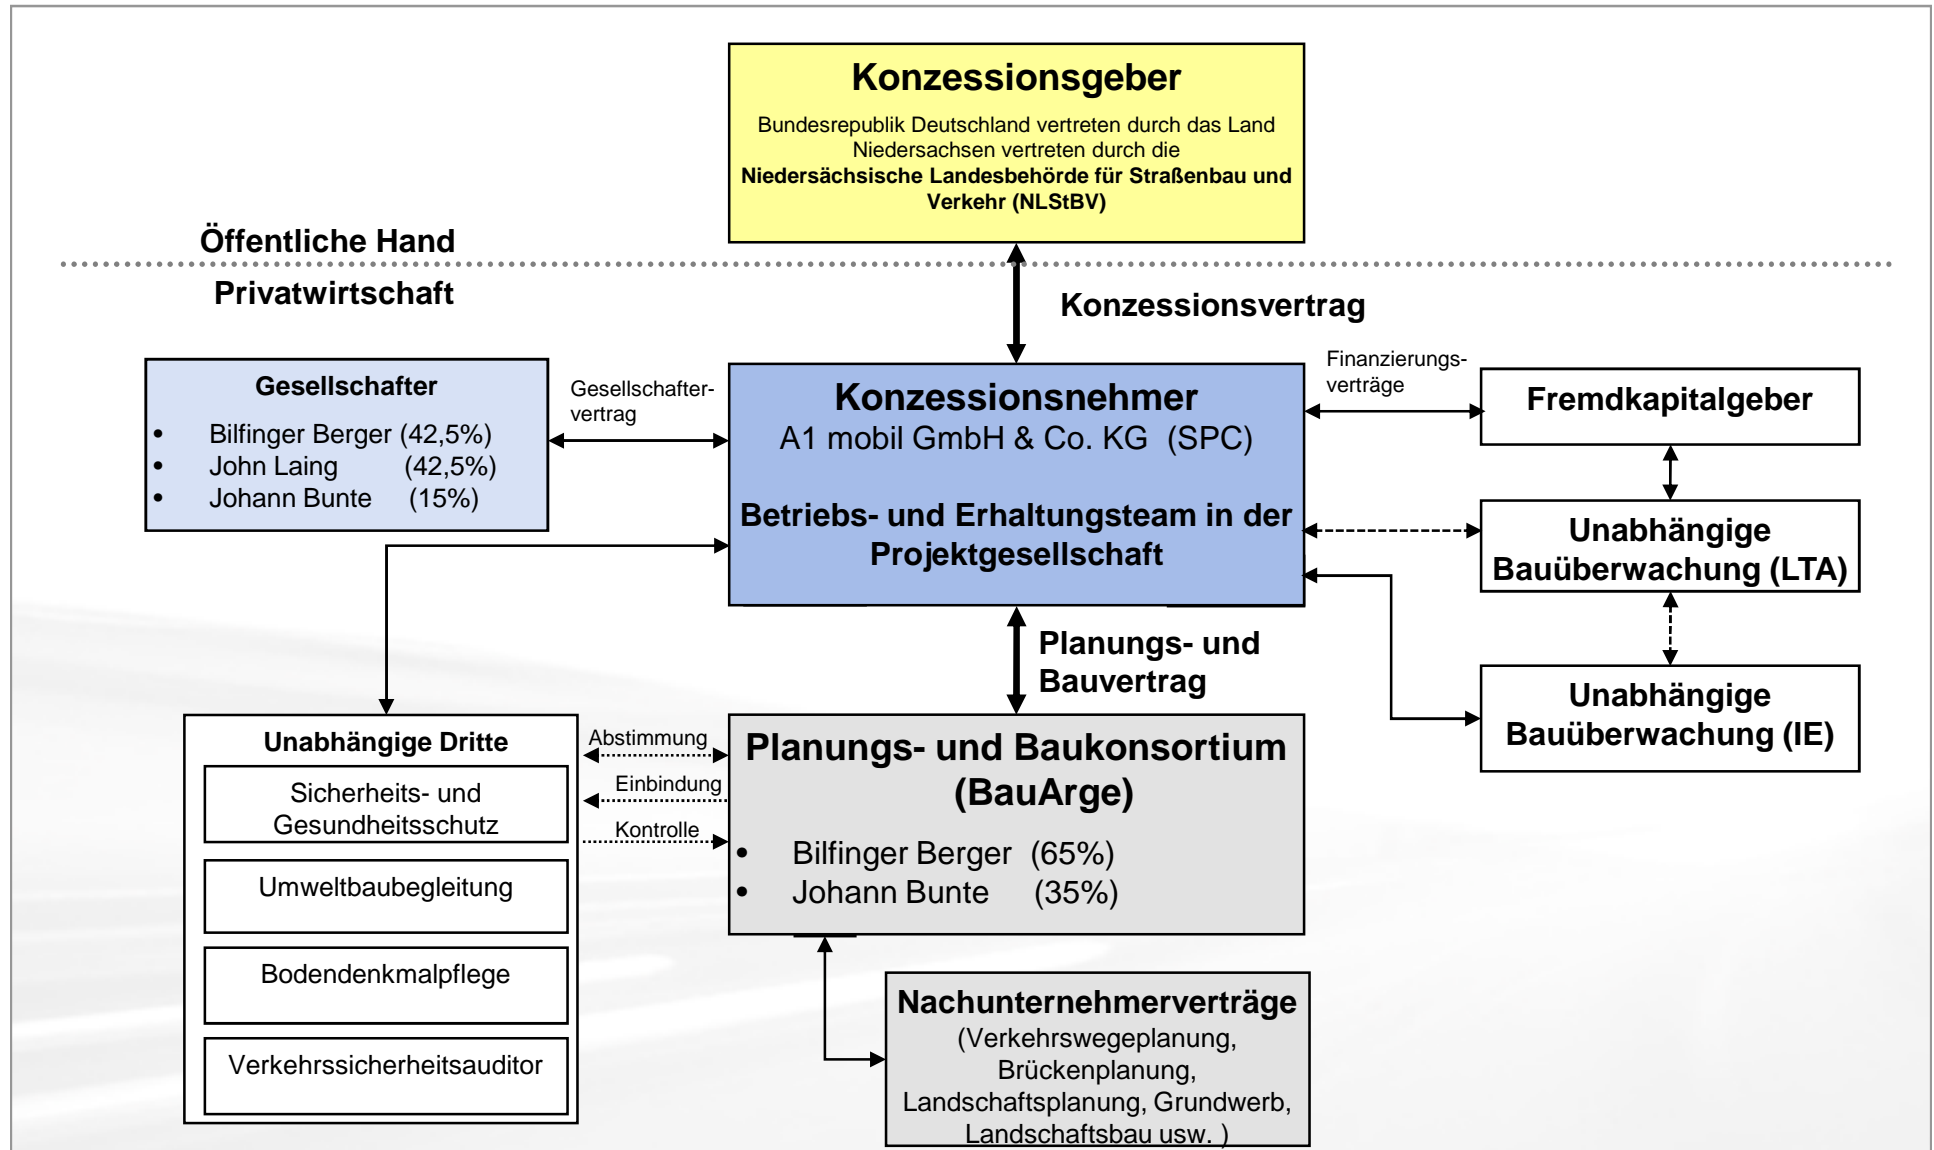 Konzessionsgeber
Bundesrepublik Deutschland vertreten durch das Land
Niedersachsen vertreten durch die
Niedersächsische Landesbehörde für Straßenbau und
Verkehr (NLStBV)
Öffentliche Hand
Privatwirtschaft
Konzessionsvertrag
Gesellschafter
• Bilfinger Berger (42,5%)
• John Laing (42,5%)
• Johann Bunte (15%)
Gesellschafter-
vertrag
Konzessionsnehmer
A1 mobil GmbH & Co. KG (SPC)
Betriebs- und Erhaltungsteam in der
Projektgesellschaft
Finanzierungs-
verträge
Fremdkapitalgeber
Unabhängige
Bauüberwachung (LTA)
Unabhängige
Bauüberwachung (IE)
Planungs- und
Bauvertrag
Unabhängige Dritte
Sicherheits- und
Gesundheitsschutz
Umweltbaubegleitung
Bodendenkmalpflege
Verkehrssicherheitsauditor
Abstimmung
Einbindung
Kontrolle
Planungs- und Baukonsortium
(BauArge)
• Bilfinger Berger (65%)
• Johann Bunte (35%)
Nachunternehmerverträge
(Verkehrswegeplanung,
Brückenplanung,
Landschaftsplanung, Grundwerb,
Landschaftsbau usw. )